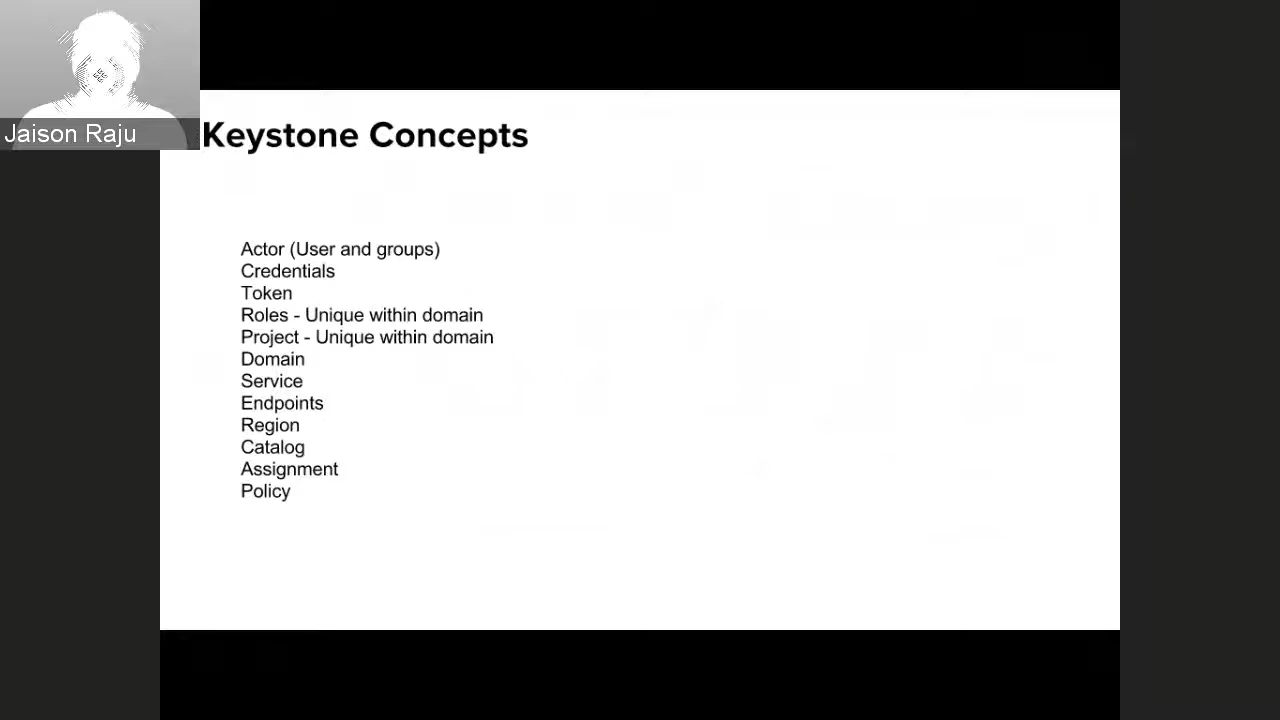 Jaison Raju
Keystone Concepts
Actor (User and groups)
Credentials
Token
Roles - Unique within domain
Project - Unique within domain
Domain
Service
Endpoints
Region
Catalog
Assignment
Policy